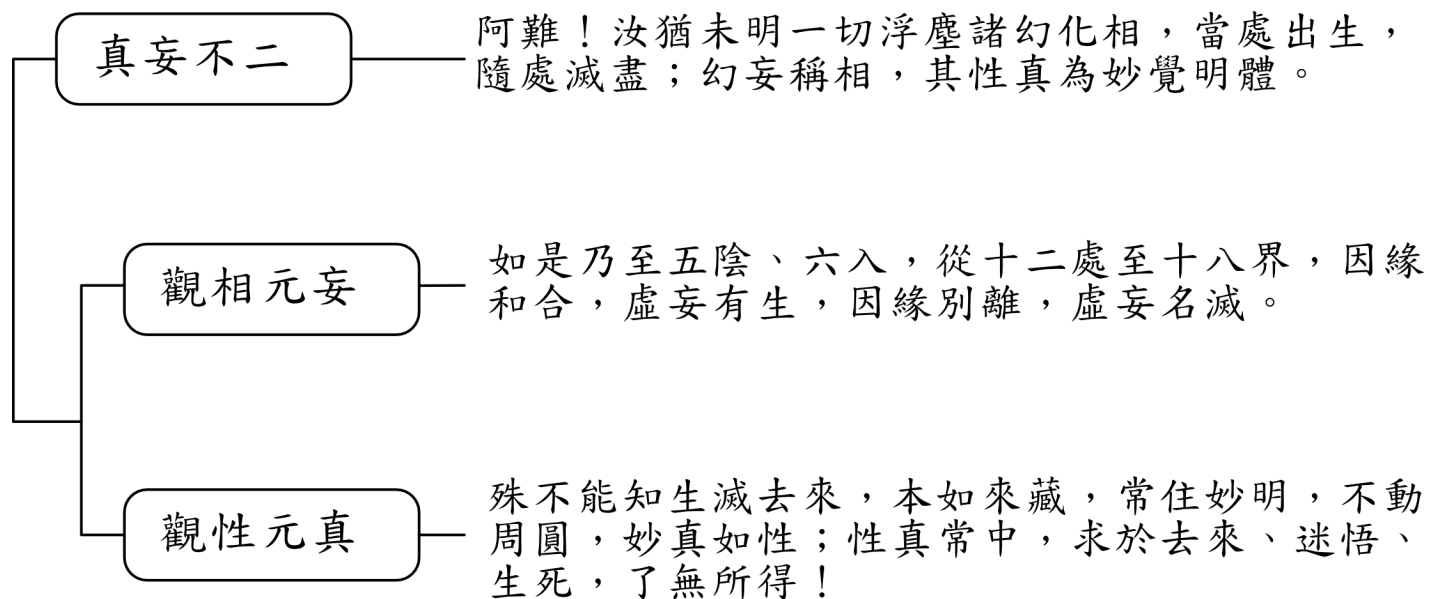 真妄不二
阿難！汝猶未明一切浮塵諸幻化相，當處出生，
隨處滅盡；幻妄稱相，其性真為妙覺明體。
觀相元妄
如是乃至五陰、六入，從十二處至十八界，因緣
和合，虛妄有生，因緣別離，虛妄名滅。
觀性元真
殊不能知生滅去來，本如來藏，常住妙明，不動
周圓，妙真如性；性真常中，求於去來、迷悟、
生死，了無所得！